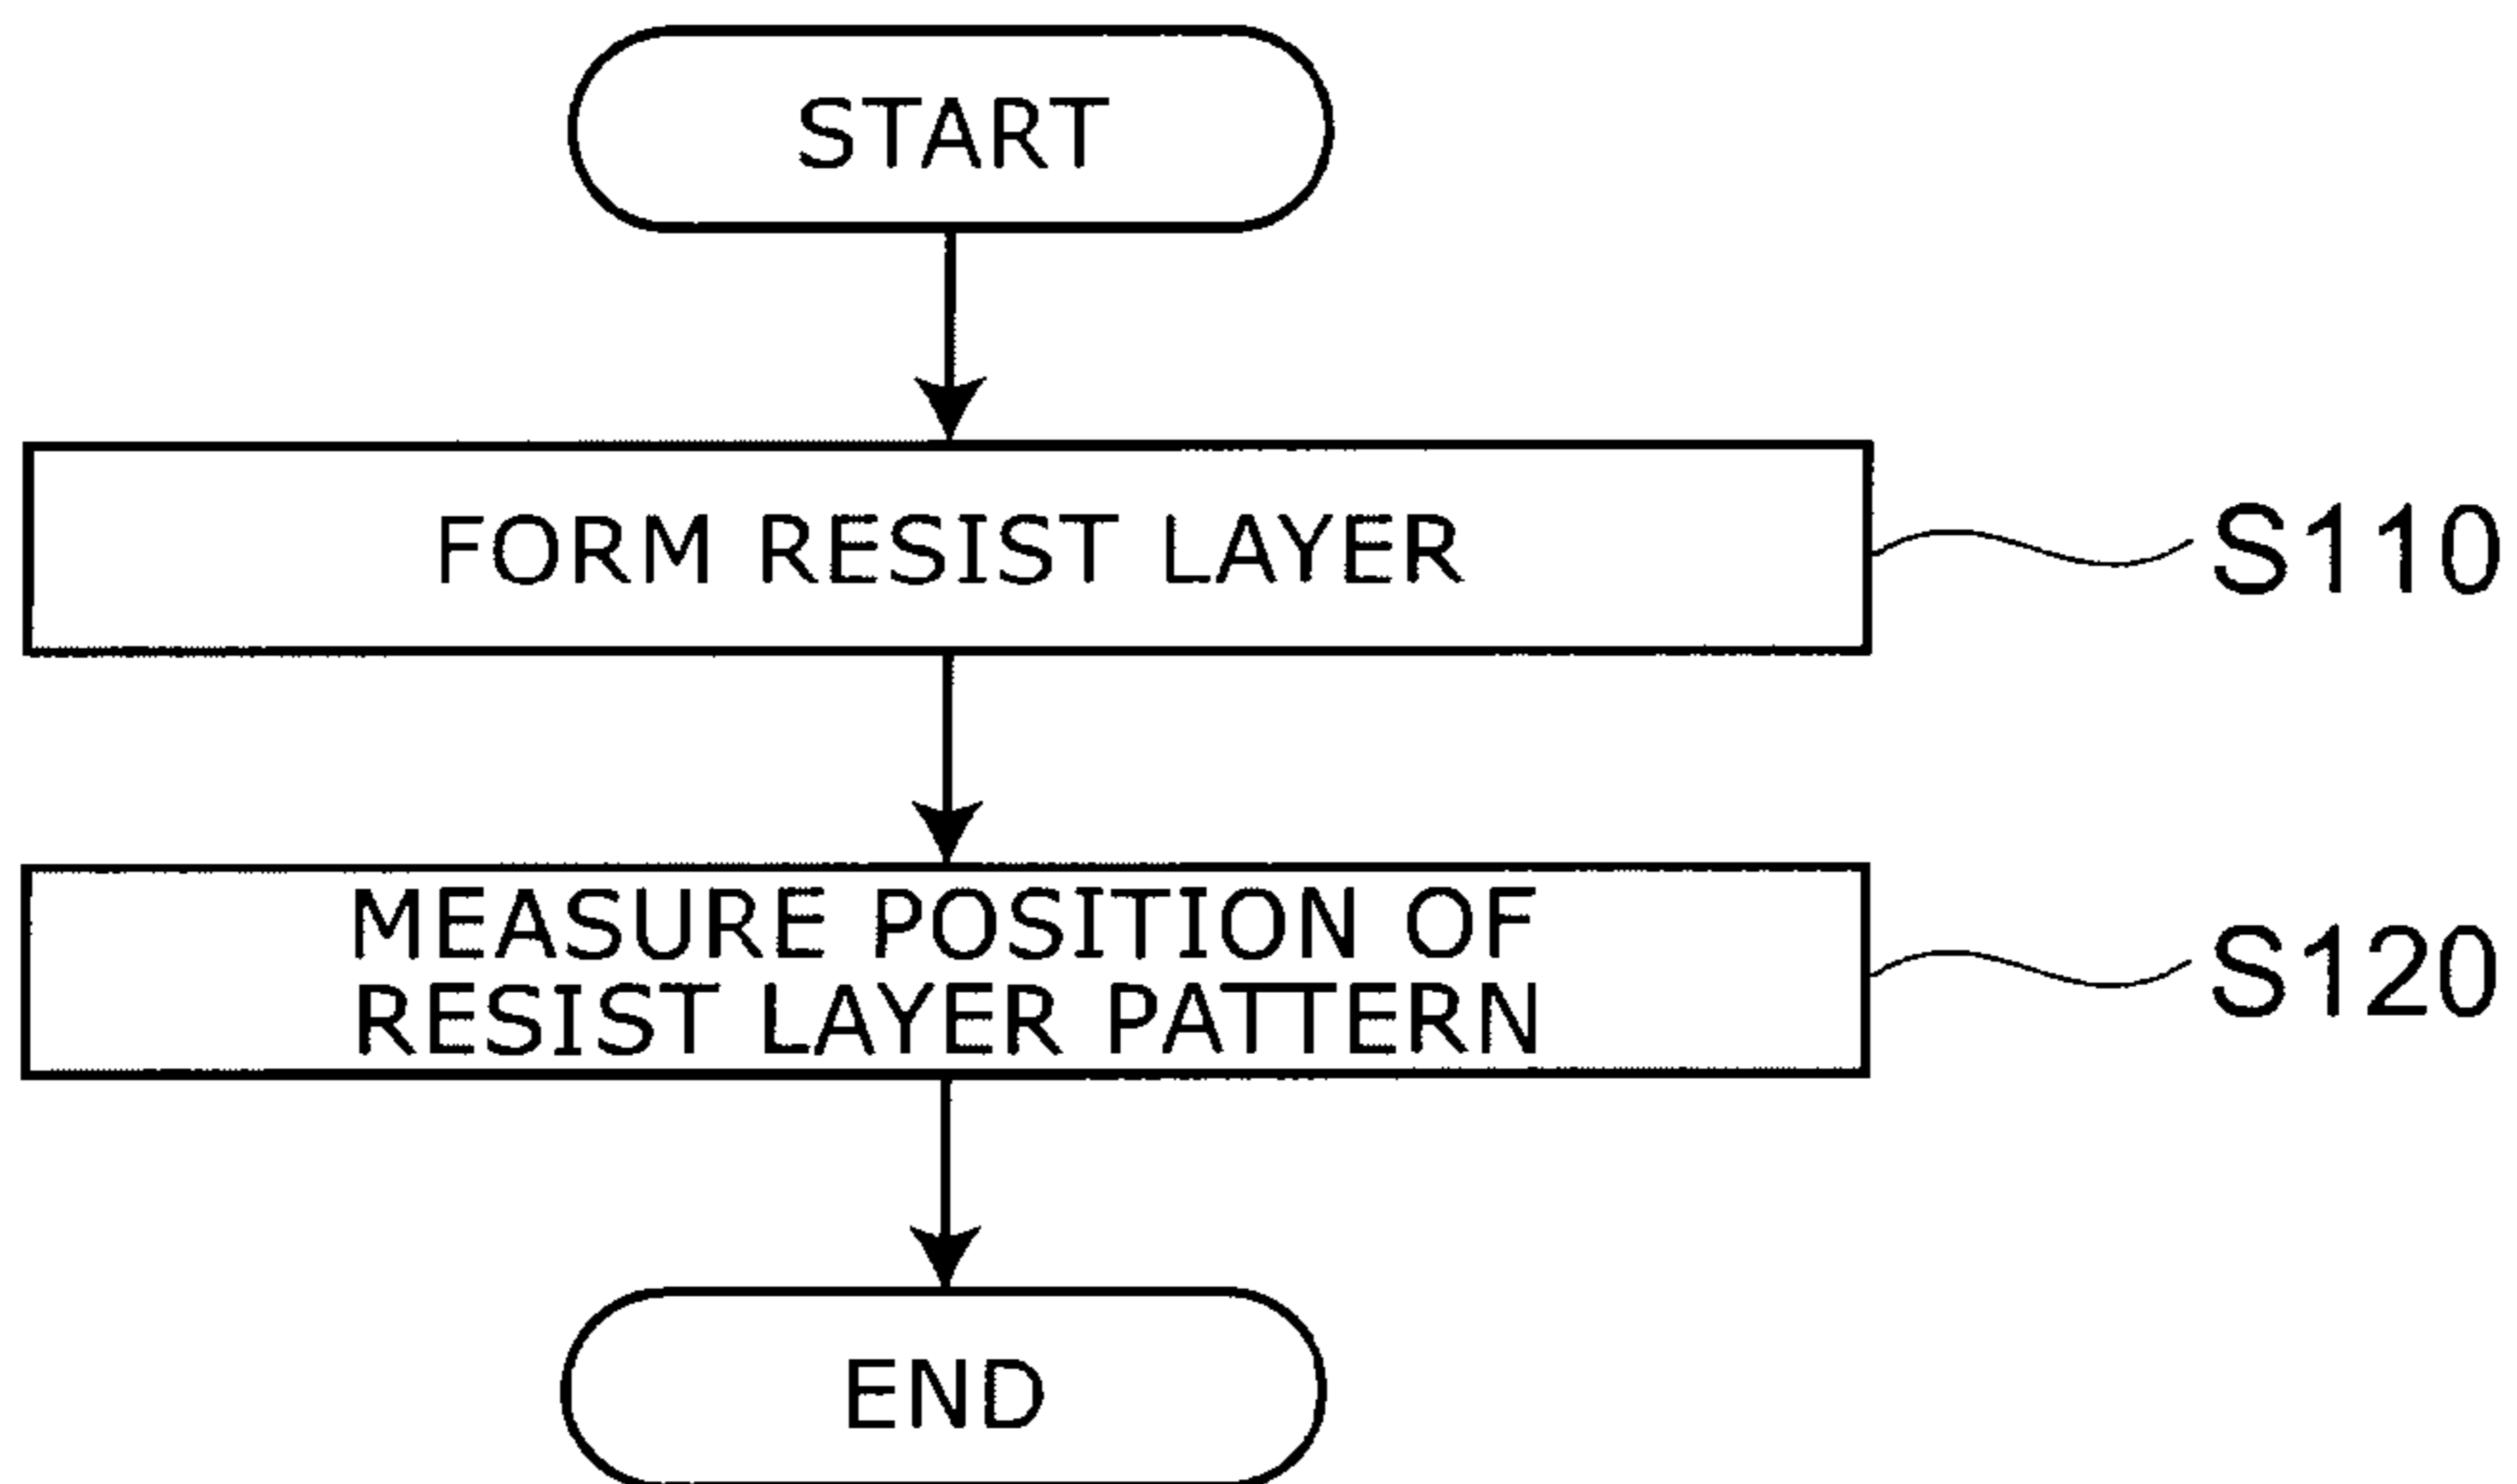 START
FORM RESIST LAYER
S110
MEASURE POSITION OF
RESIST LAYER PATTERN
S120
END